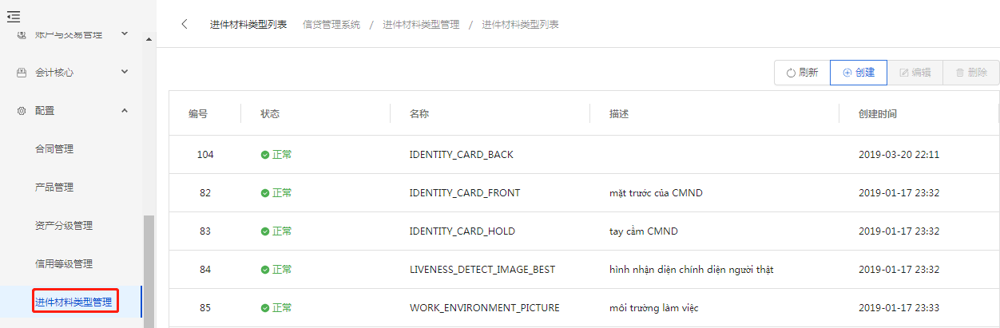 进件材料类型列表 信贷管理系统 / 进件材料类型管理 / 进件材料类型列表
账户与交易管理
会计核心
配置
合同管理
产品管理
资产分级管理
信用等级管理
进件材料类型管理
刷新 创建 编辑 删除
编号 状态 名称 描述 创建时间
104 正常 IDENTITY_CARD_BACK 2019-03-20 22:11
82 正常 IDENTITY_CARD_FRONT mặt trước của CMND 2019-01-17 23:32
83 正常 IDENTITY_CARD_HOLD tay cầm CMND 2019-01-17 23:32
84 正常 LIVENESS_DETECT_IMAGE_BEST hình nhận diện chính diện người thật 2019-01-17 23:32
85 正常 WORK_ENVIRONMENT_PICTURE môi trường làm việc 2019-01-17 23:33